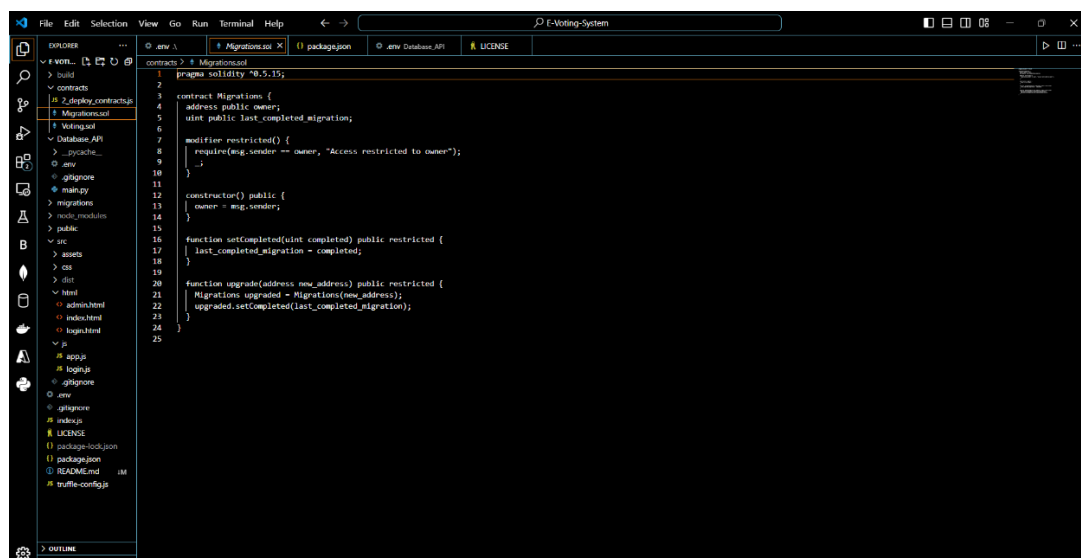 File Edit Selection View Go Run Terminal Help
E-Voting-System
EXPLORER
.env .\
Migrations.sol
package.json
.env Database_API
LICENSE
E-VOTI...
contracts > Migrations.sol
build
contracts
2_deploy_contracts.js
Migrations.sol
Voting.sol
Database_API
__pycache__
.env
.gitignore
main.py
migrations
node_modules
public
src
assets
css
dist
html
admin.html
index.html
login.html
js
app.js
login.js
.gitignore
.env
.gitignore
index.js
LICENSE
package-lock.json
package.json
README.md
truffle-config.js
OUTLINE
1 pragma solidity ^0.5.15;
2
3 contract Migrations {
4 address public owner;
5 uint public last_completed_migration;
6
7 modifier restricted() {
8 require(msg.sender == owner, "Access restricted to owner");
9 _;
10 }
11
12 constructor() public {
13 owner = msg.sender;
14 }
15
16 function setCompleted(uint completed) public restricted {
17 last_completed_migration = completed;
18 }
19
20 function upgrade(address new_address) public restricted {
21 Migrations upgraded = Migrations(new_address);
22 upgraded.setCompleted(last_completed_migration);
23 }
24 }
25